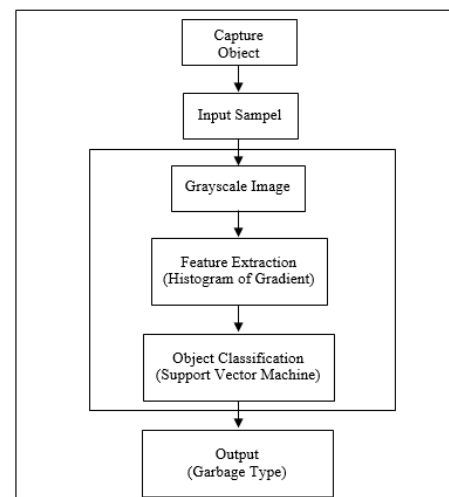 Capture
Object
Input Sampel
Grayscale Image
Feature Extraction
(Histogram of Gradient)
Object Classification
(Support Vector Machine)
Output
(Garbage Type)